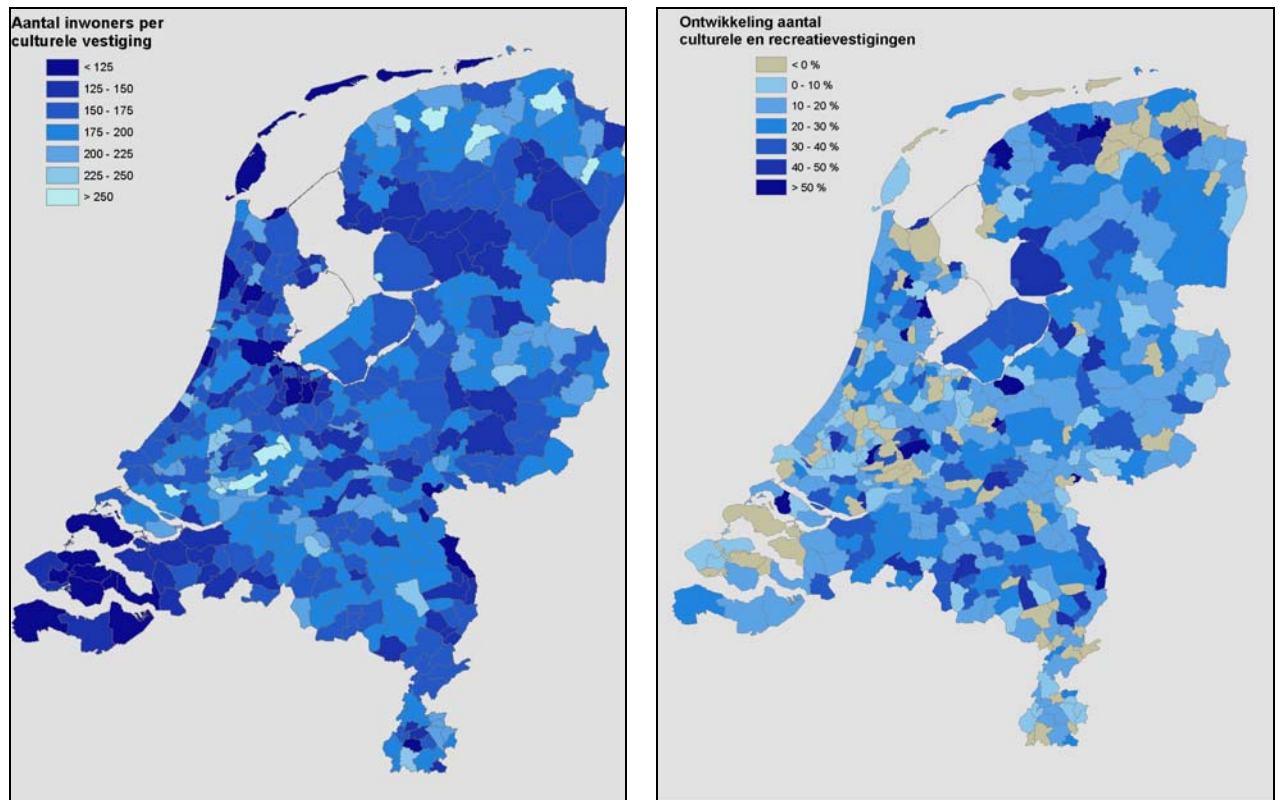 Aantal inwoners per
culturele vestiging
< 125
125 - 150
150 - 175
175 - 200
200 - 225
225 - 250
> 250
Ontwikkeling aantal
culturele en recreatievestigingen
< 0 %
0 - 10 %
10 - 20 %
20 - 30 %
30 - 40 %
40 - 50 %
> 50 %